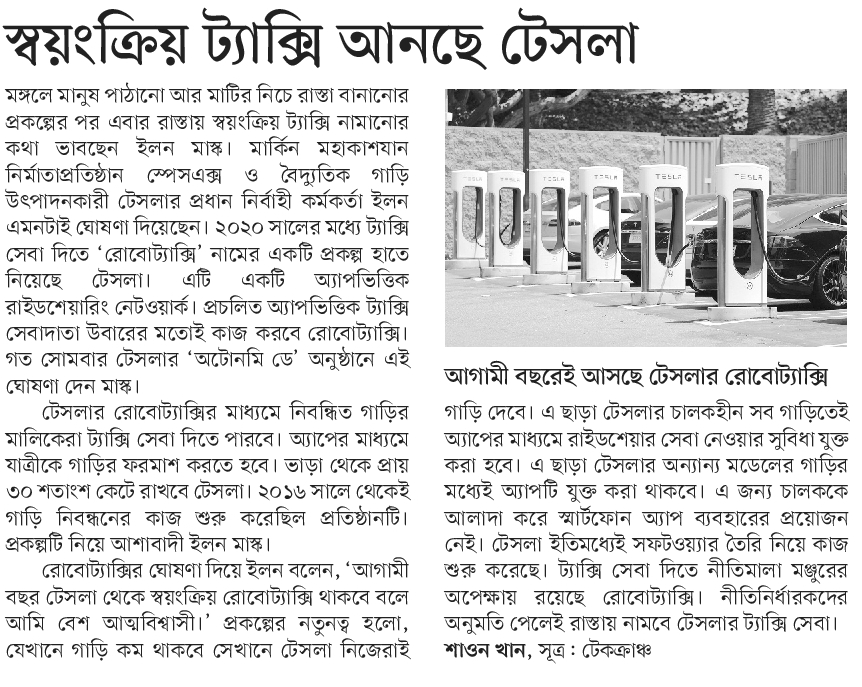 স্বয়ংক্রিয় ট্যাক্সি আনছে টেসলা
মঙ্গলে মানুষ পাঠানো আর মাটির নিচে রাস্তা বানানোর
প্রকল্পের পর এবার রাস্তায় স্বয়ংক্রিয় ট্যাক্সি নামানোর
কথা ভাবছেন ইলন মাস্ক। মার্কিন মহাকাশযান
নির্মাতাপ্রতিষ্ঠান স্পেসএক্স ও বৈদ্যুতিক গাড়ি
উৎপাদনকারী টেসলার প্রধান নির্বাহী কর্মকর্তা ইলন
এমনটাই ঘোষণা দিয়েছেন। ২০২০ সালের মধ্যে ট্যাক্সি
সেবা দিতে ‘রোবোট্যাক্সি’ নামের একটি প্রকল্প হাতে
নিয়েছে টেসলা। এটি একটি অ্যাপভিত্তিক
রাইডশেয়ারিং নেটওয়ার্ক। প্রচলিত অ্যাপভিত্তিক ট্যাক্সি
সেবাদাতা উবারের মতোই কাজ করবে রোবোট্যাক্সি।
গত সোমবার টেসলার ‘অটোনমি ডে’ অনুষ্ঠানে এই
ঘোষণা দেন মাস্ক।
টেসলার রোবোট্যাক্সির মাধ্যমে নিবন্ধিত গাড়ির
মালিকেরা ট্যাক্সি সেবা দিতে পারবে। অ্যাপের মাধ্যমে
যাত্রীকে গাড়ির ফরমাশ করতে হবে। ভাড়া থেকে প্রায়
৩০ শতাংশ কেটে রাখবে টেসলা। ২০১৬ সালে থেকেই
গাড়ি নিবন্ধনের কাজ শুরু করেছিল প্রতিষ্ঠানটি।
প্রকল্পটি নিয়ে আশাবাদী ইলন মাস্ক।
রোবোট্যাক্সির ঘোষণা দিয়ে ইলন বলেন, ‘আগামী
বছর টেসলা থেকে স্বয়ংক্রিয় রোবোট্যাক্সি থাকবে বলে
আমি বেশ আত্মবিশ্বাসী।’ প্রকল্পের নতুনত্ব হলো,
যেখানে গাড়ি কম থাকবে সেখানে টেসলা নিজেরাই
TESLA
TESLA
TESLA
TESLA
TESLA
আগামী বছরেই আসছে টেসলার রোবোট্যাক্সি
গাড়ি দেবে। এ ছাড়া টেসলার চালকহীন সব গাড়িতেই
অ্যাপের মাধ্যমে রাইডশেয়ার সেবা নেওয়ার সুবিধা যুক্ত
করা হবে। এ ছাড়া টেসলার অন্যান্য মডেলের গাড়ির
মধ্যেই অ্যাপটি যুক্ত করা থাকবে। এ জন্য চালককে
আলাদা করে স্মার্টফোন অ্যাপ ব্যবহারের প্রয়োজন
নেই। টেসলা ইতিমধ্যেই সফটওয়্যার তৈরি নিয়ে কাজ
শুরু করেছে। ট্যাক্সি সেবা দিতে নীতিমালা মঞ্জুরের
অপেক্ষায় রয়েছে রোবোট্যাক্সি। নীতিনির্ধারকদের
অনুমতি পেলেই রাস্তায় নামবে টেসলার ট্যাক্সি সেবা।
শাওন খান, সূত্র : টেকক্রাঞ্চ